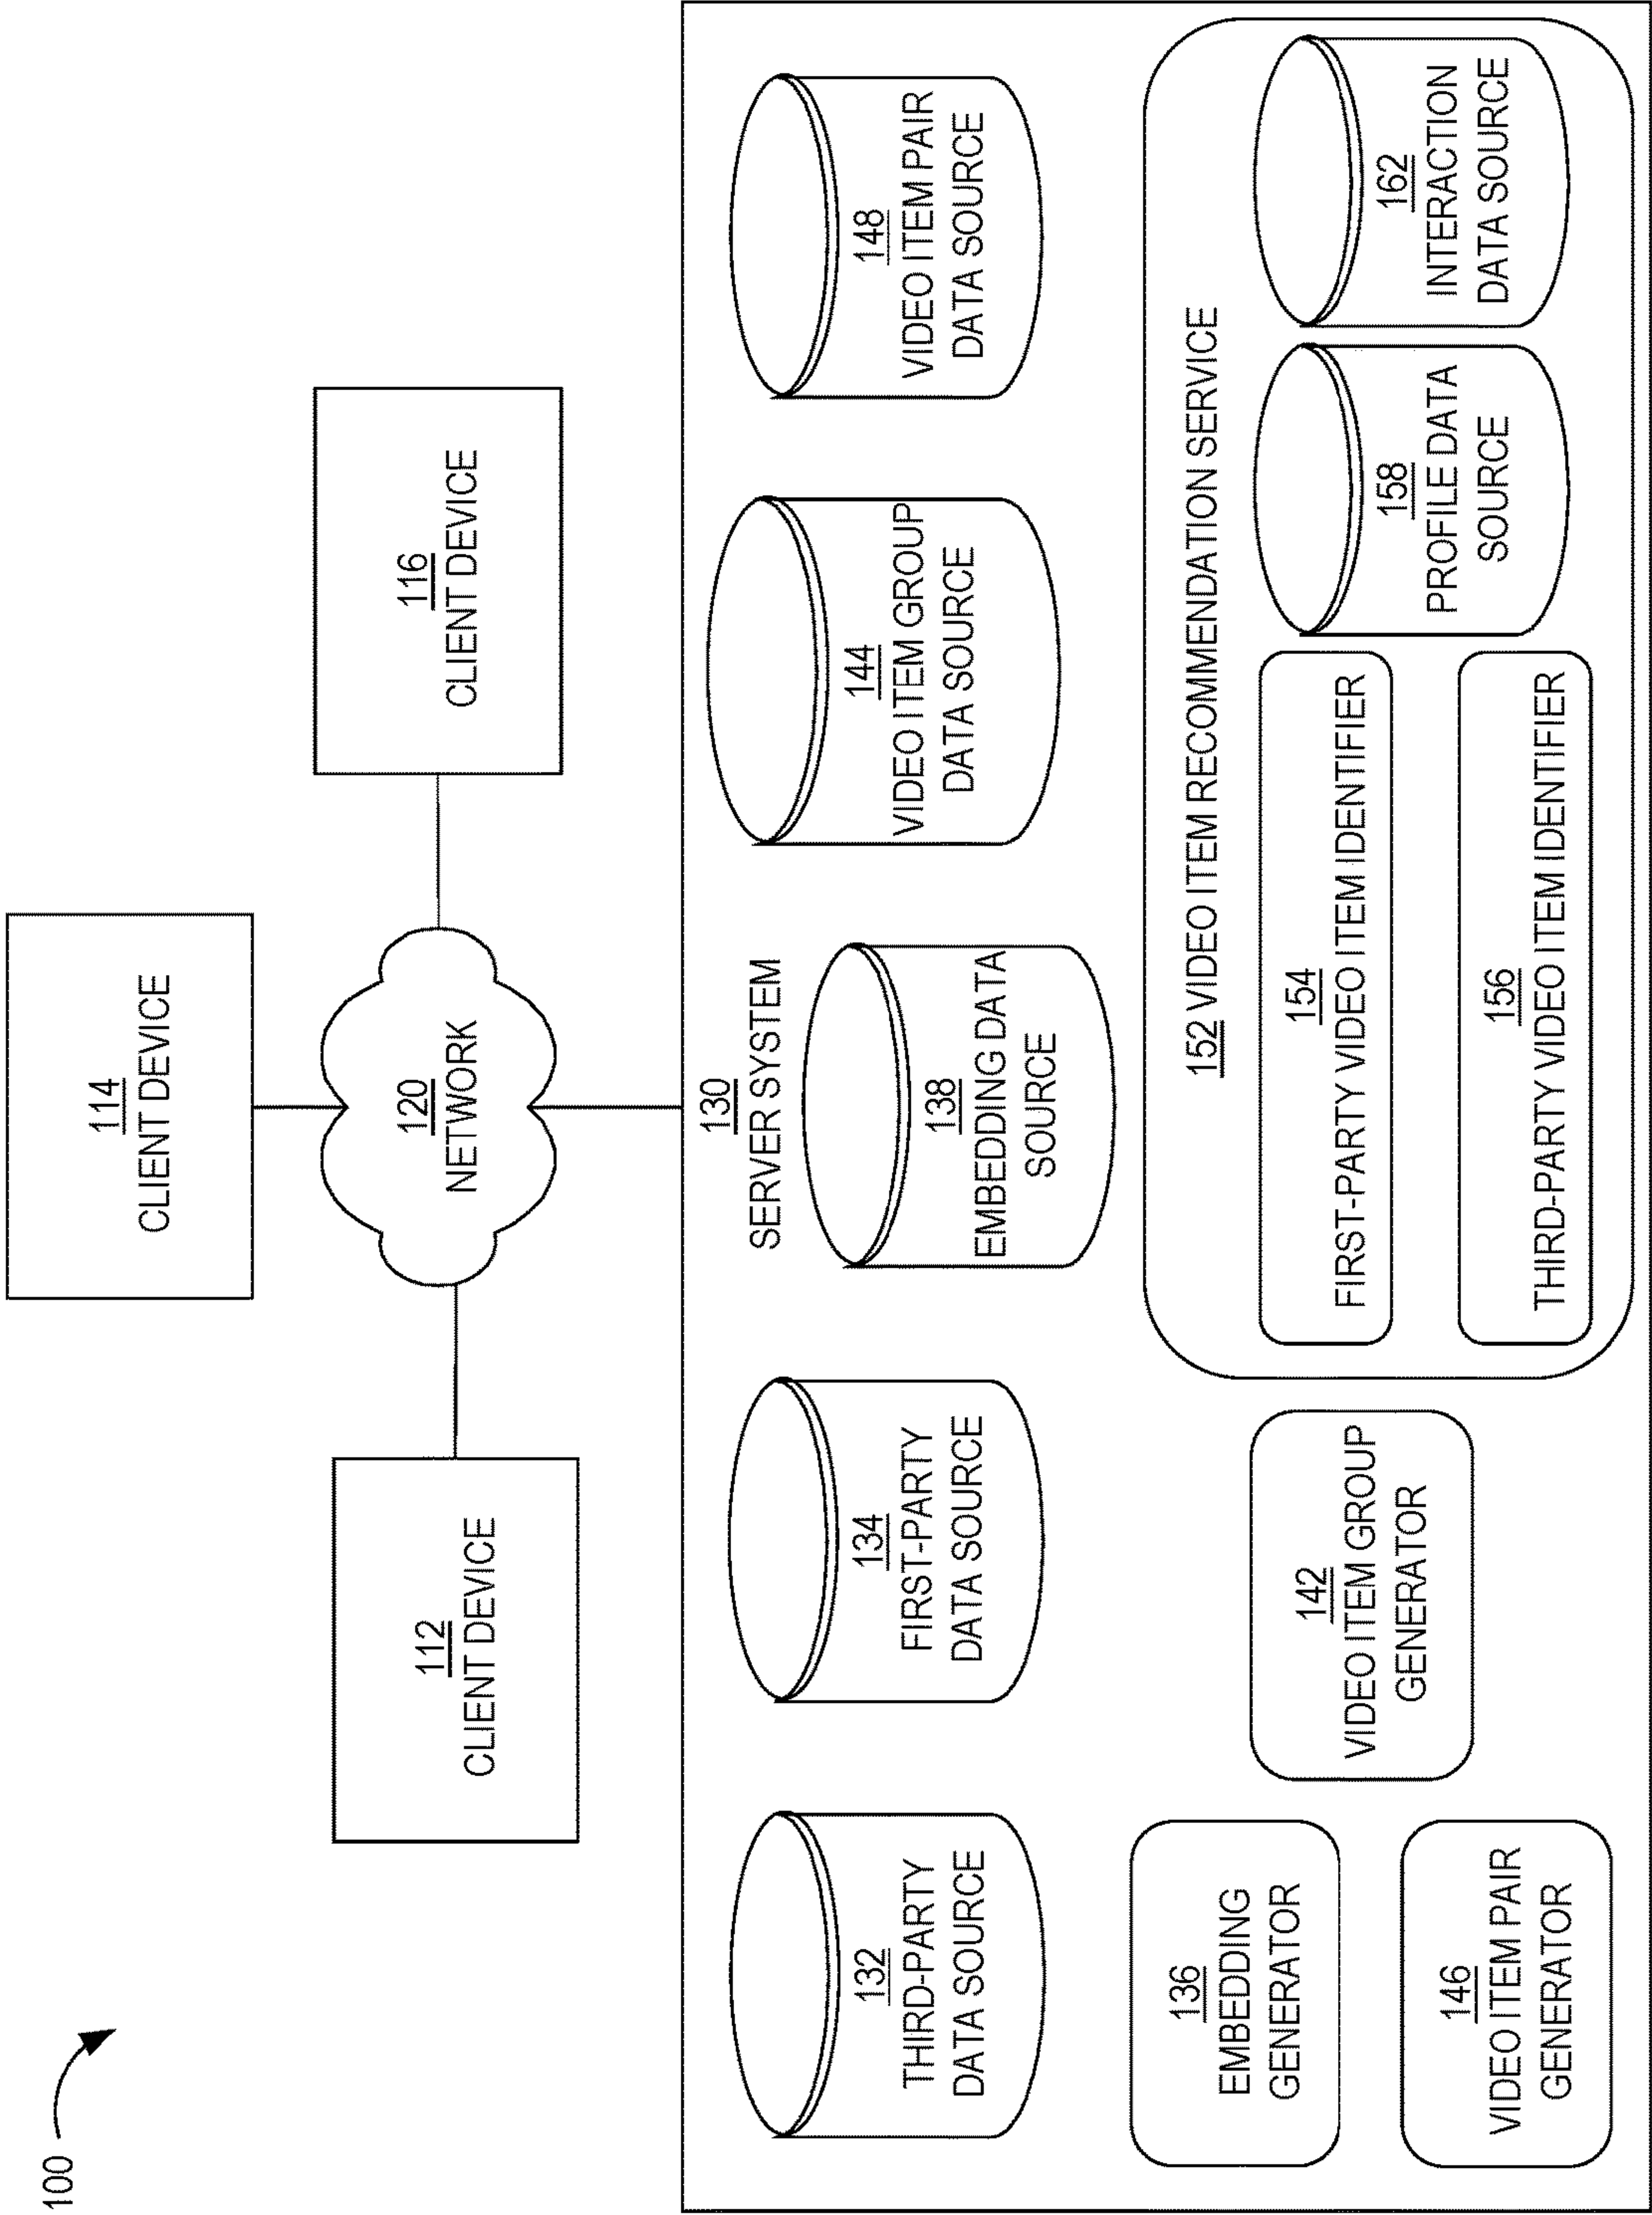 100
114
CLIENT DEVICE
112
CLIENT DEVICE
120
NETWORK
116
CLIENT DEVICE
130
SERVER SYSTEM
132
THIRD-PARTY
DATA SOURCE
134
FIRST-PARTY
DATA SOURCE
138
EMBEDDING DATA
SOURCE
144
VIDEO ITEM GROUP
DATA SOURCE
148
VIDEO ITEM PAIR
DATA SOURCE
136
EMBEDDING
GENERATOR
146
VIDEO ITEM PAIR
GENERATOR
142
VIDEO ITEM GROUP
GENERATOR
152 VIDEO ITEM RECOMMENDATION SERVICE
154
FIRST-PARTY VIDEO ITEM IDENTIFIER
156
THIRD-PARTY VIDEO ITEM IDENTIFIER
158
PROFILE DATA
SOURCE
162
INTERACTION
DATA SOURCE